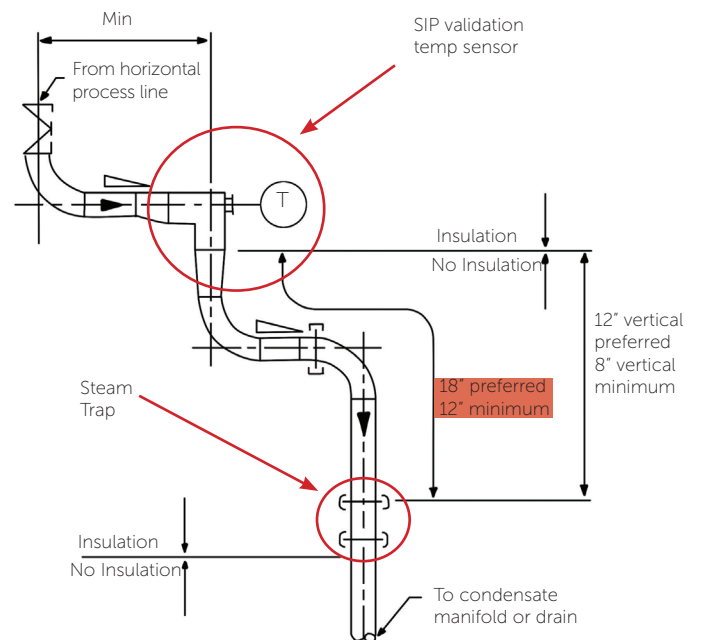 Min
SIP validation
temp sensor
From horizontal
process line
T
Insulation
No Insulation
12” vertical
preferred
8” vertical
minimum
18” preferred
12” minimum
Steam
Trap
Insulation
No Insulation
To condensate
manifold or drain